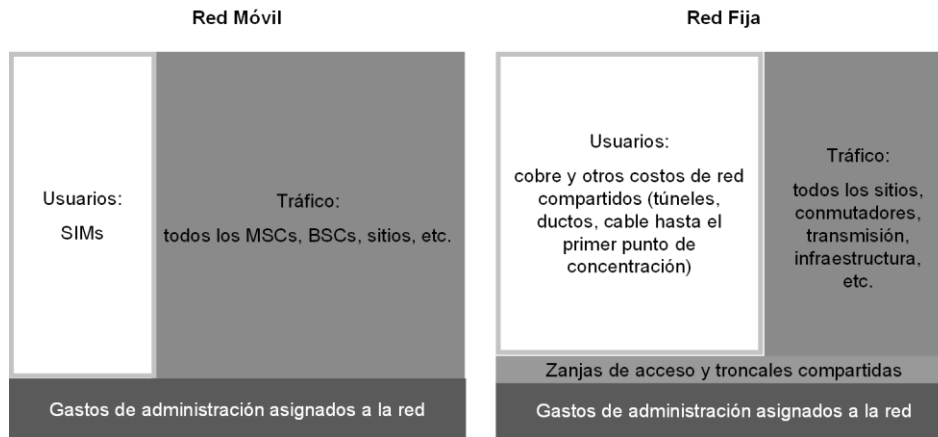 Red Móvil
Usuarios:
SIMs
Tráfico:
todos los MSCs, BSCs, sitios, etc.
Gastos de administración asignados a la red
Red Fija
Usuarios:
cobre y otros costos de red
compartidos (túneles,
ductos, cable hasta el
primer punto de
concentración)
Tráfico:
todos los sitios,
conmutadores,
transmisión,
infraestructura,
etc.
Zanjas de acceso y troncales compartidas
Gastos de administración asignados a la red